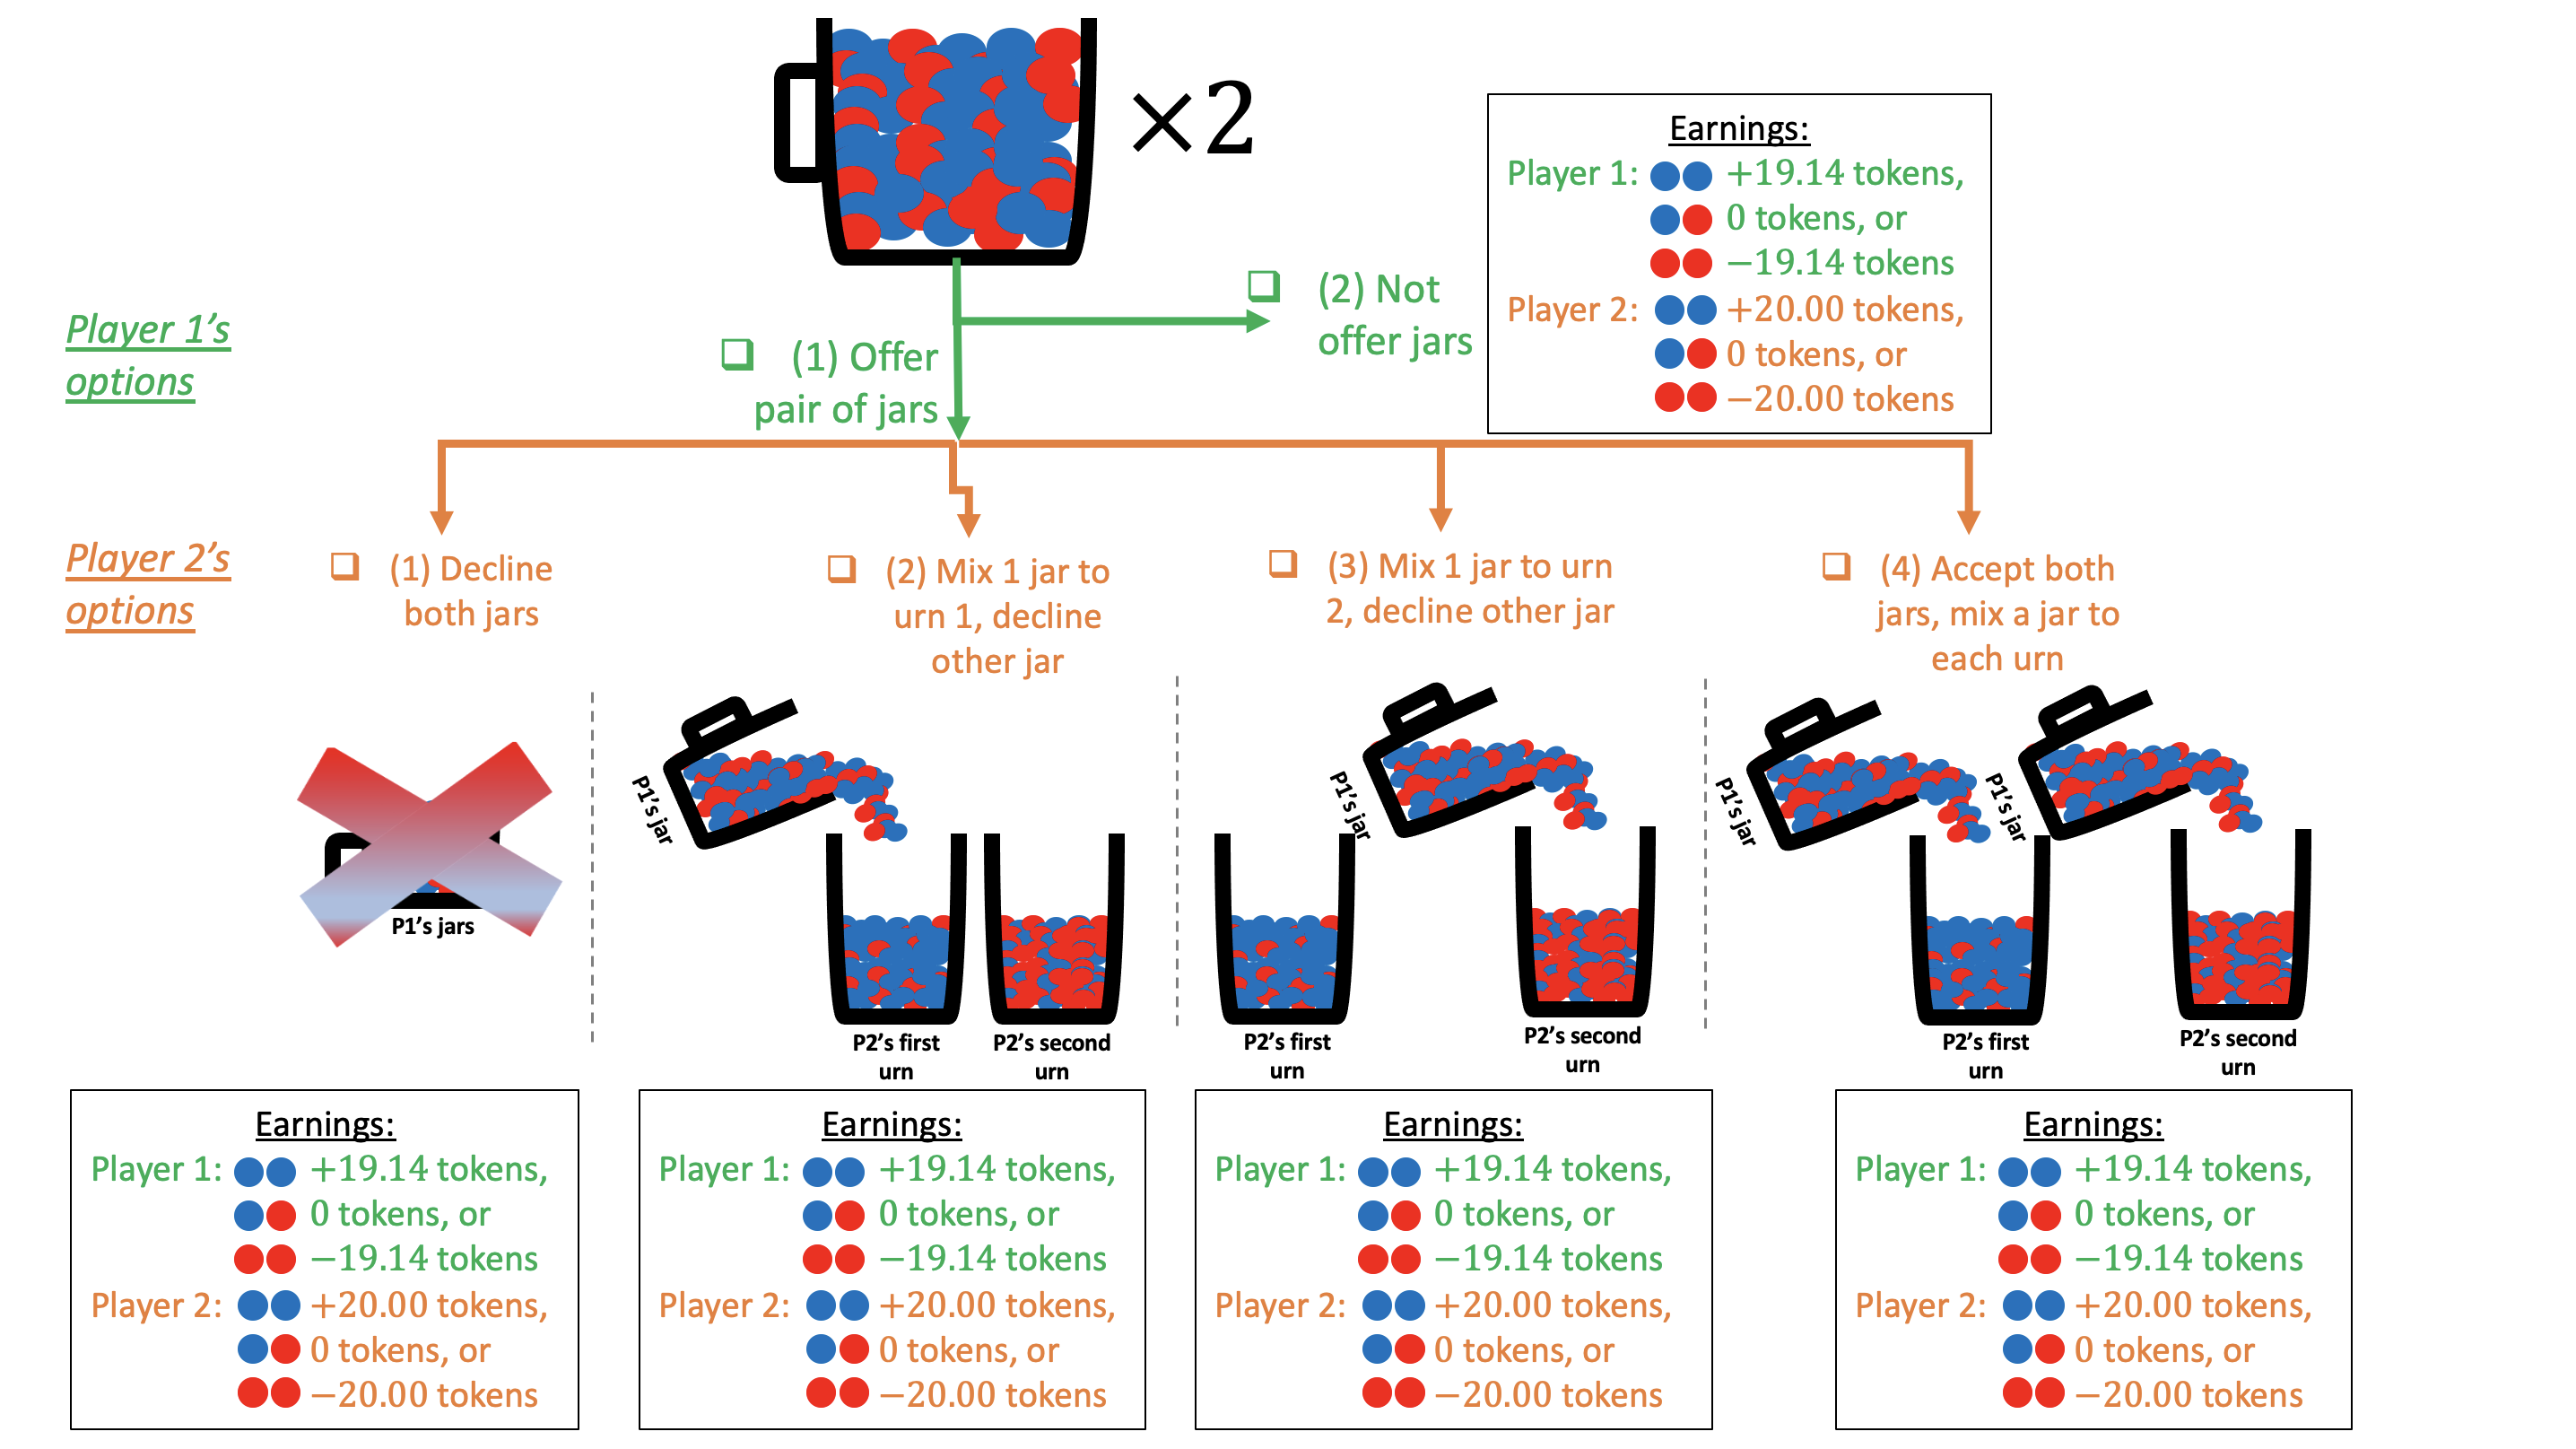 ×2
Earnings:
Player 1: +19.14 tokens,
0 tokens, or
−19.14 tokens
Player 2: +20.00 tokens,
0 tokens, or
−20.00 tokens
Player 1's
options
(1) Offer
pair of jars
(2) Not
offer jars
Player 2's
options
(1) Decline
both jars
(2) Mix 1 jar to
urn 1, decline
other jar
(3) Mix 1 jar to urn
2, decline other jar
(4) Accept both
jars, mix a jar to
each urn
P1's jars
P1's jar
P2's first
urn
P2's second
urn
P1's jar
P2's first
urn
P2's second
urn
P1's jar
P1's jar
P2's first
urn
P2's second
urn
Earnings:
Player 1: +19.14 tokens,
0 tokens, or
−19.14 tokens
Player 2: +20.00 tokens,
0 tokens, or
−20.00 tokens
Earnings:
Player 1: +19.14 tokens,
0 tokens, or
−19.14 tokens
Player 2: +20.00 tokens,
0 tokens, or
−20.00 tokens
Earnings:
Player 1: +19.14 tokens,
0 tokens, or
−19.14 tokens
Player 2: +20.00 tokens,
0 tokens, or
−20.00 tokens
Earnings:
Player 1: +19.14 tokens,
0 tokens, or
−19.14 tokens
Player 2: +20.00 tokens,
0 tokens, or
−20.00 tokens